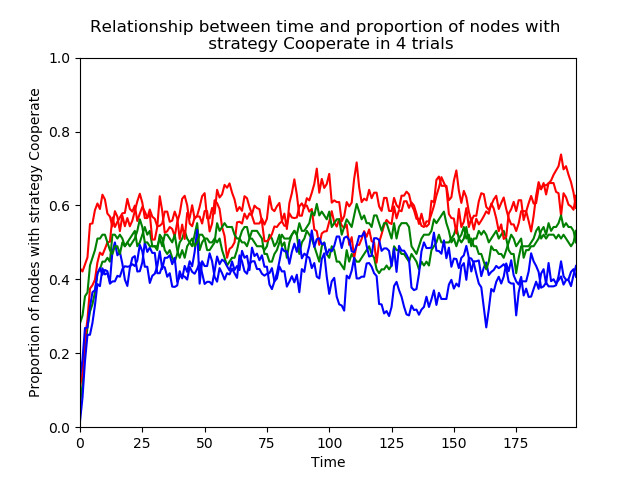 Relationship between time and proportion of nodes with
strategy Cooperate in 4 trials
Proportion of nodes with strategy Cooperate
1.0
0.8
0.6
0.4
0.2
0.0
0 25 50 75 100 125 150 175
Time